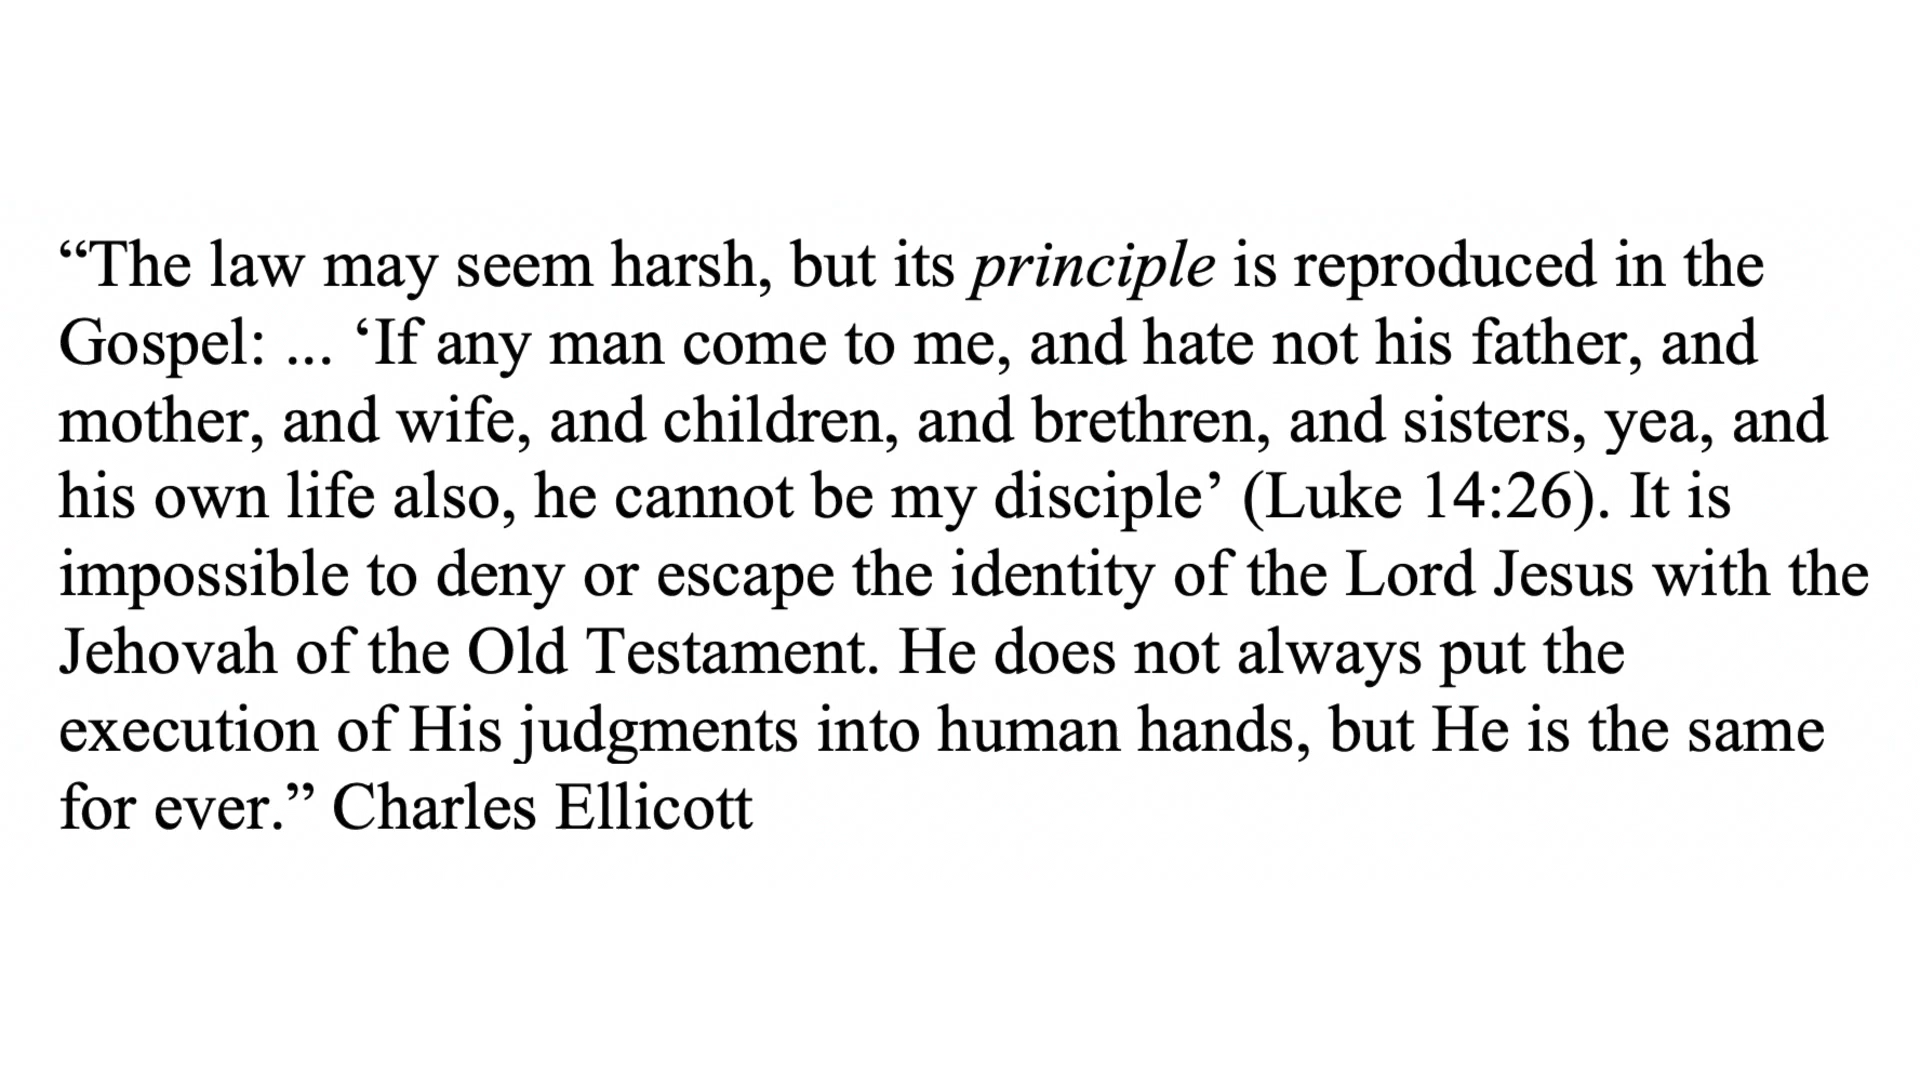 “The law may seem harsh, but its principle is reproduced in the
Gospel: ... ‘If any man come to me, and hate not his father, and
mother, and wife, and children, and brethren, and sisters, yea, and
his own life also, he cannot be my disciple’ (Luke 14:26). It is
impossible to deny or escape the identity of the Lord Jesus with the
Jehovah of the Old Testament. He does not always put the
execution of His judgments into human hands, but He is the same
for ever.” Charles Ellicott